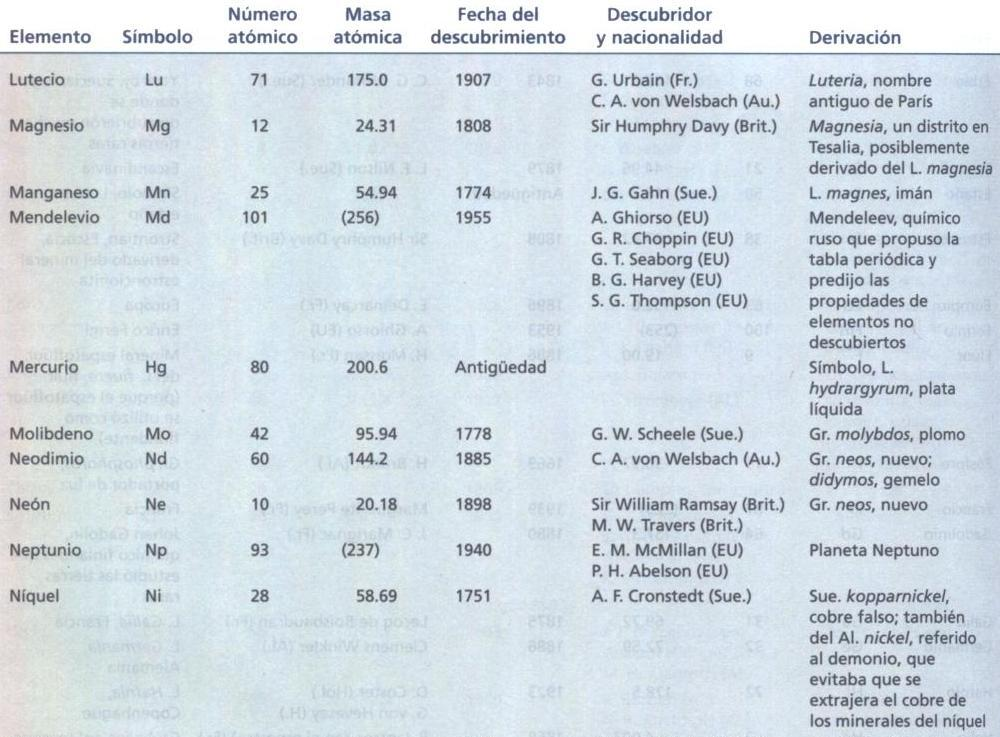 Número Masa Fecha del Descubridor
Elemento Símbolo atómico atómica descubrimiento y nacionalidad Derivación
Lutecio Lu 71 175.0 1907 G. Urbain (Fr.) Luteria, nombre
C. A. von Welsbach (Au.) antiguo de París
Magnesio Mg 12 24.31 1808 Sir Humphry Davy (Brit.) Magnesia, un distrito en
Tesalia, posiblemente
derivado del L. magnesia
Manganeso Mn 25 54.94 1774 J. G. Gahn (Sue.) L. magnes, imán
Mendelevio Md 101 (256) 1955 A. Ghiorso (EU) Mendeleev, químico
G. R. Choppin (EU) ruso que propuso la
G. T. Seaborg (EU) tabla periódica y
B. G. Harvey (EU) predijo las
S. G. Thompson (EU) propiedades de
elementos no
descubiertos
Mercurio Hg 80 200.6 Antigüedad Símbolo, L.
hydrargyrum, plata
líquida
Molibdeno Mo 42 95.94 1778 G. W. Scheele (Sue.) Gr. molybdos, plomo
Neodimio Nd 60 144.2 1885 C. A. von Welsbach (Au.) Gr. neos, nuevo;
didymos, gemelo
Neón Ne 10 20.18 1898 Sir William Ramsay (Brit.) Gr. neos, nuevo
M. W. Travers (Brit.)
Neptunio Np 93 (237) 1940 E. M. McMillan (EU) Planeta Neptuno
P. H. Abelson (EU)
Níquel Ni 28 58.69 1751 A. F. Cronstedt (Sue.) Sue. kopparnickel,
cobre falso; también
del Al. nickel, referido
al demonio, que
evitaba que se
extrajera el cobre de
los minerales del níquel